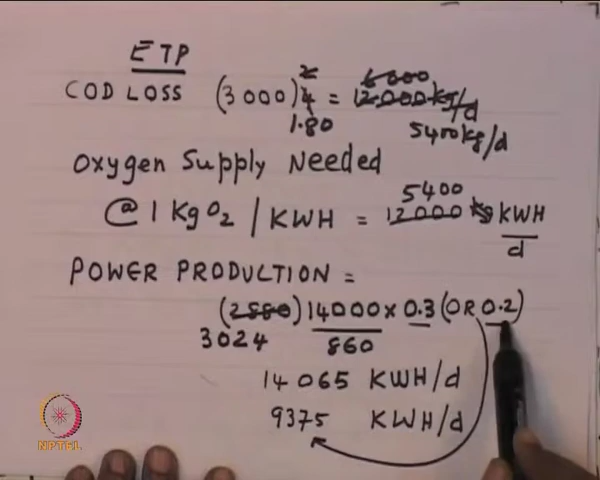 ETP
2 6000
COD LOSS (3000) 4 = 12000 kg/d
1.80 5400 kg/d
Oxygen Supply Needed
5400
@ 1 Kg O2 / KWH = 12000 kg KWH/d
POWER PRODUCTION =
(2880) 14000 x 0.3 (OR 0.2)
3024 860
14065 KWH/d
9375 KWH/d
NPTEL